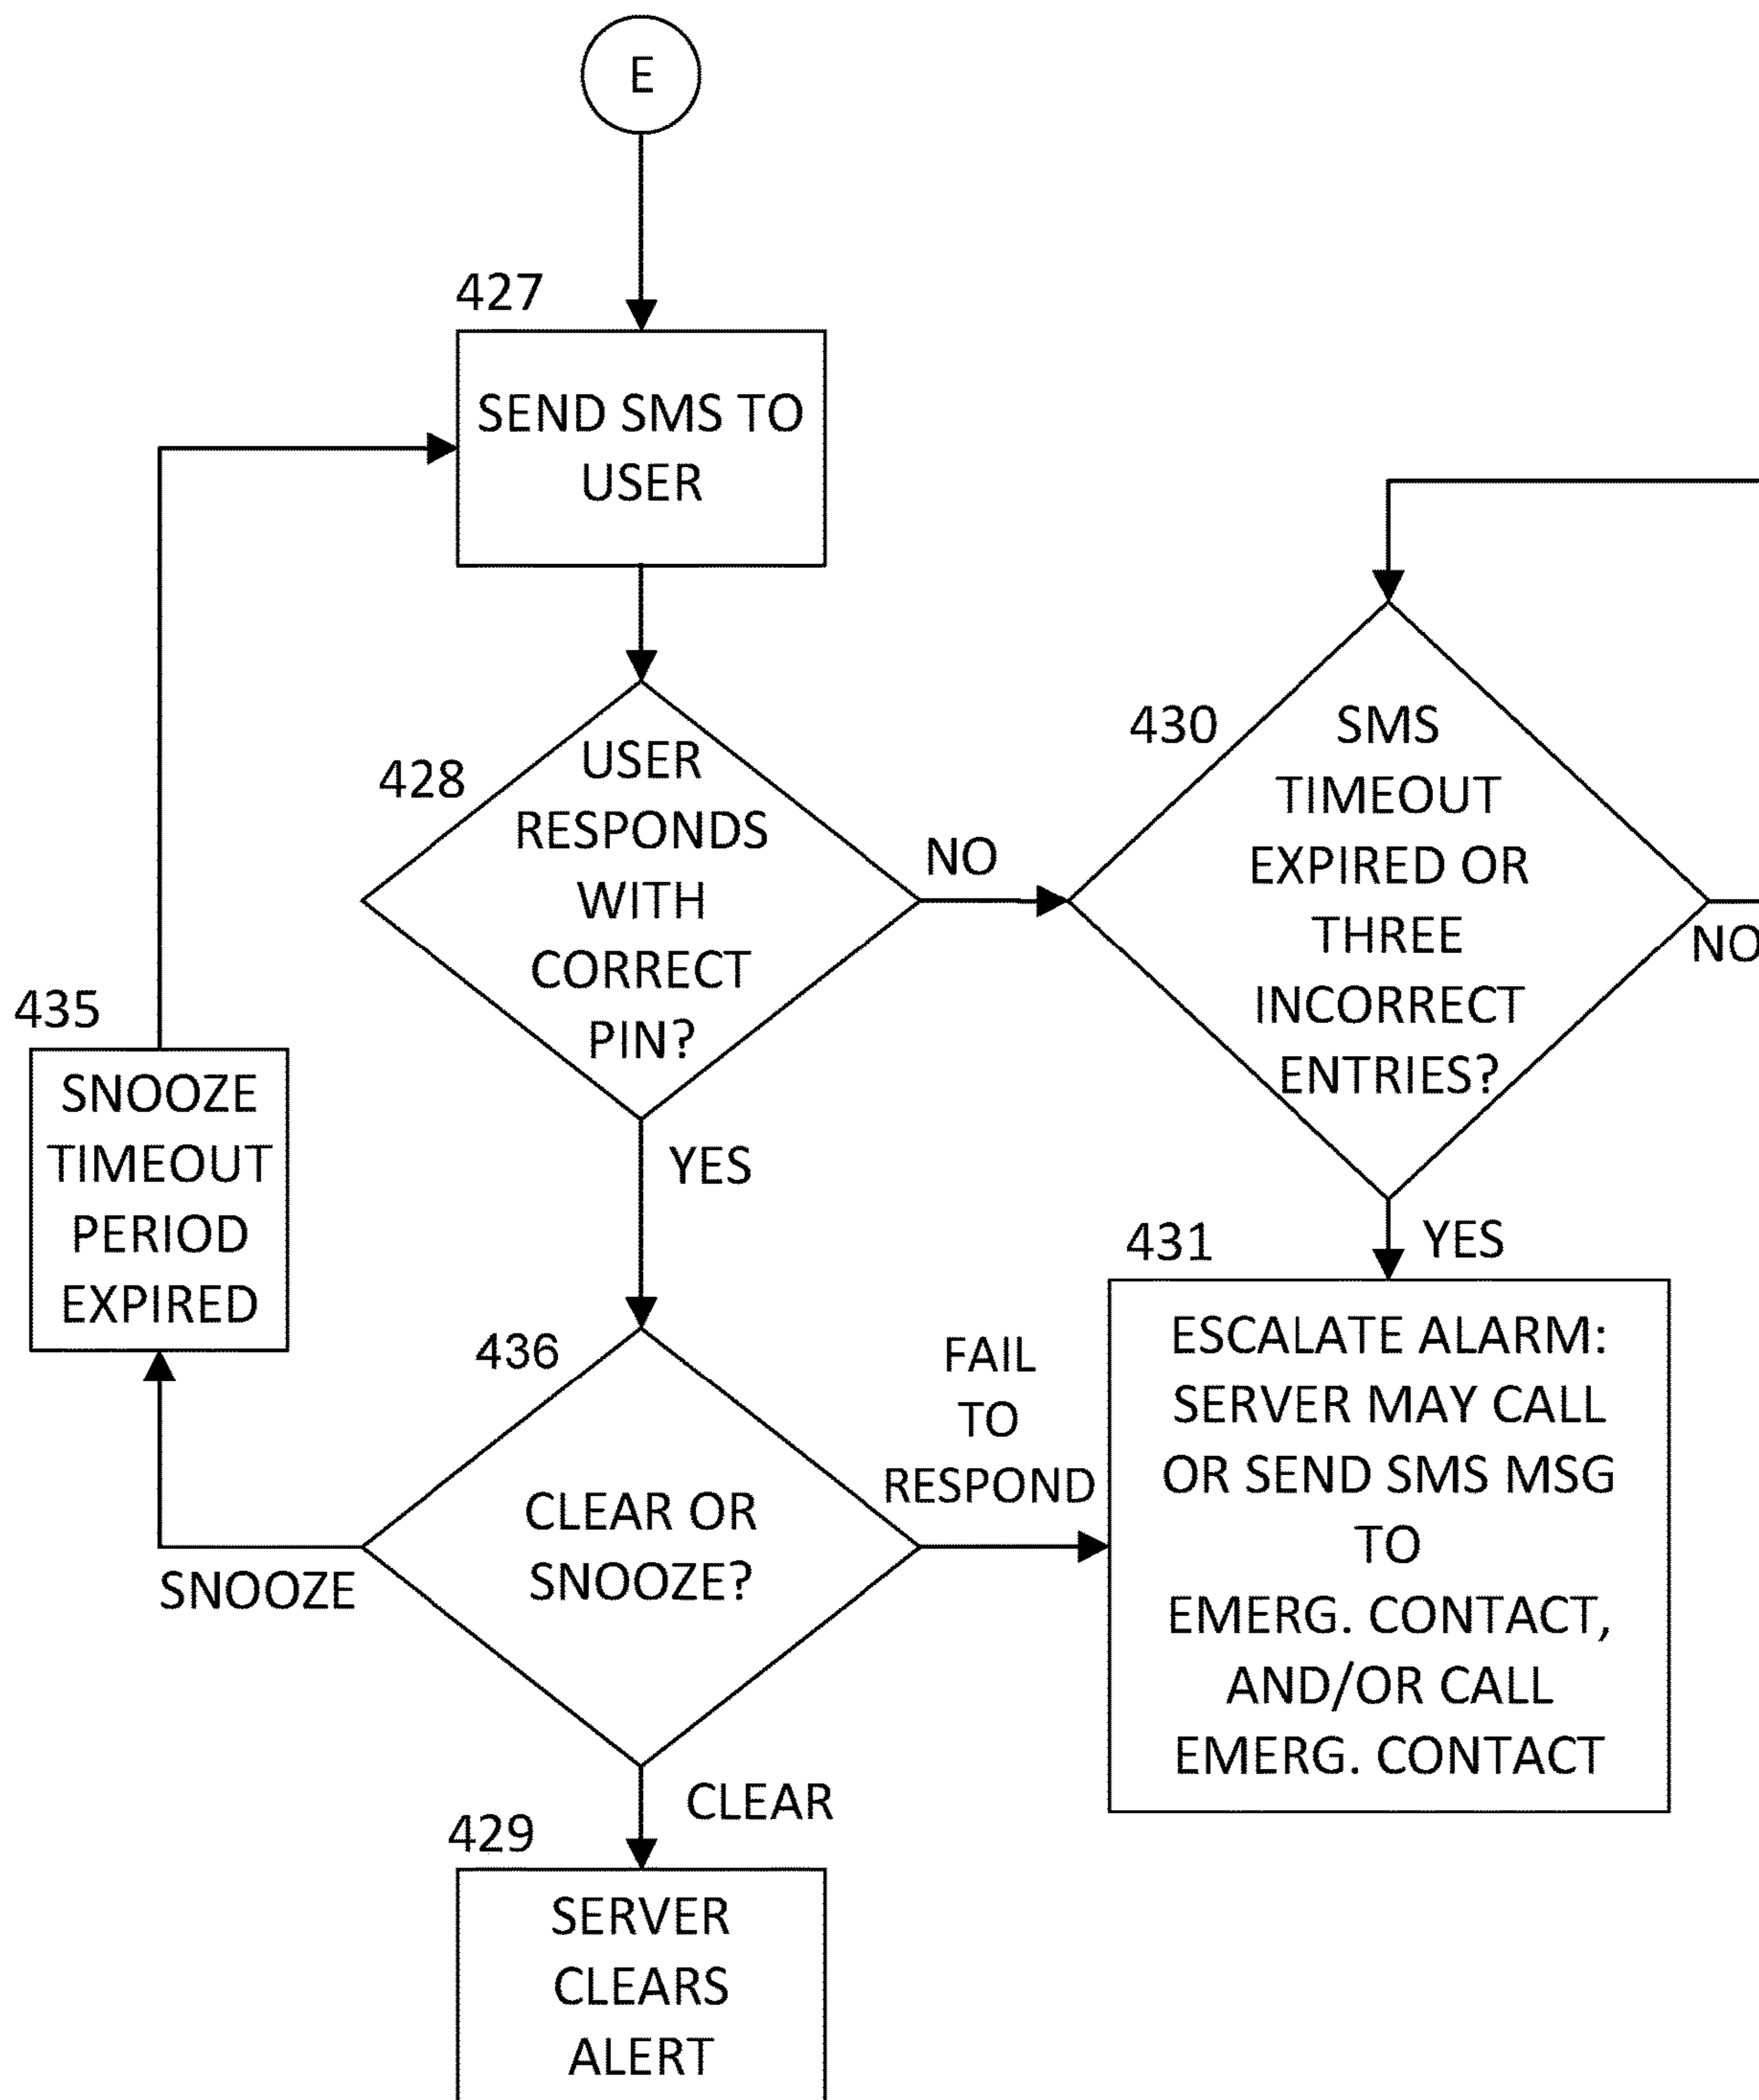 E
427
SEND SMS TO
USER
428
USER
RESPONDS
WITH
CORRECT
PIN?
NO
430
SMS
TIMEOUT
EXPIRED OR
THREE
INCORRECT
ENTRIES?
NO
YES
435
SNOOZE
TIMEOUT
PERIOD
EXPIRED
YES
431
ESCALATE ALARM:
SERVER MAY CALL
OR SEND SMS MSG
TO
EMERG. CONTACT,
AND/OR CALL
EMERG. CONTACT
436
CLEAR OR
SNOOZE?
FAIL
TO
RESPOND
SNOOZE
CLEAR
429
SERVER
CLEARS
ALERT